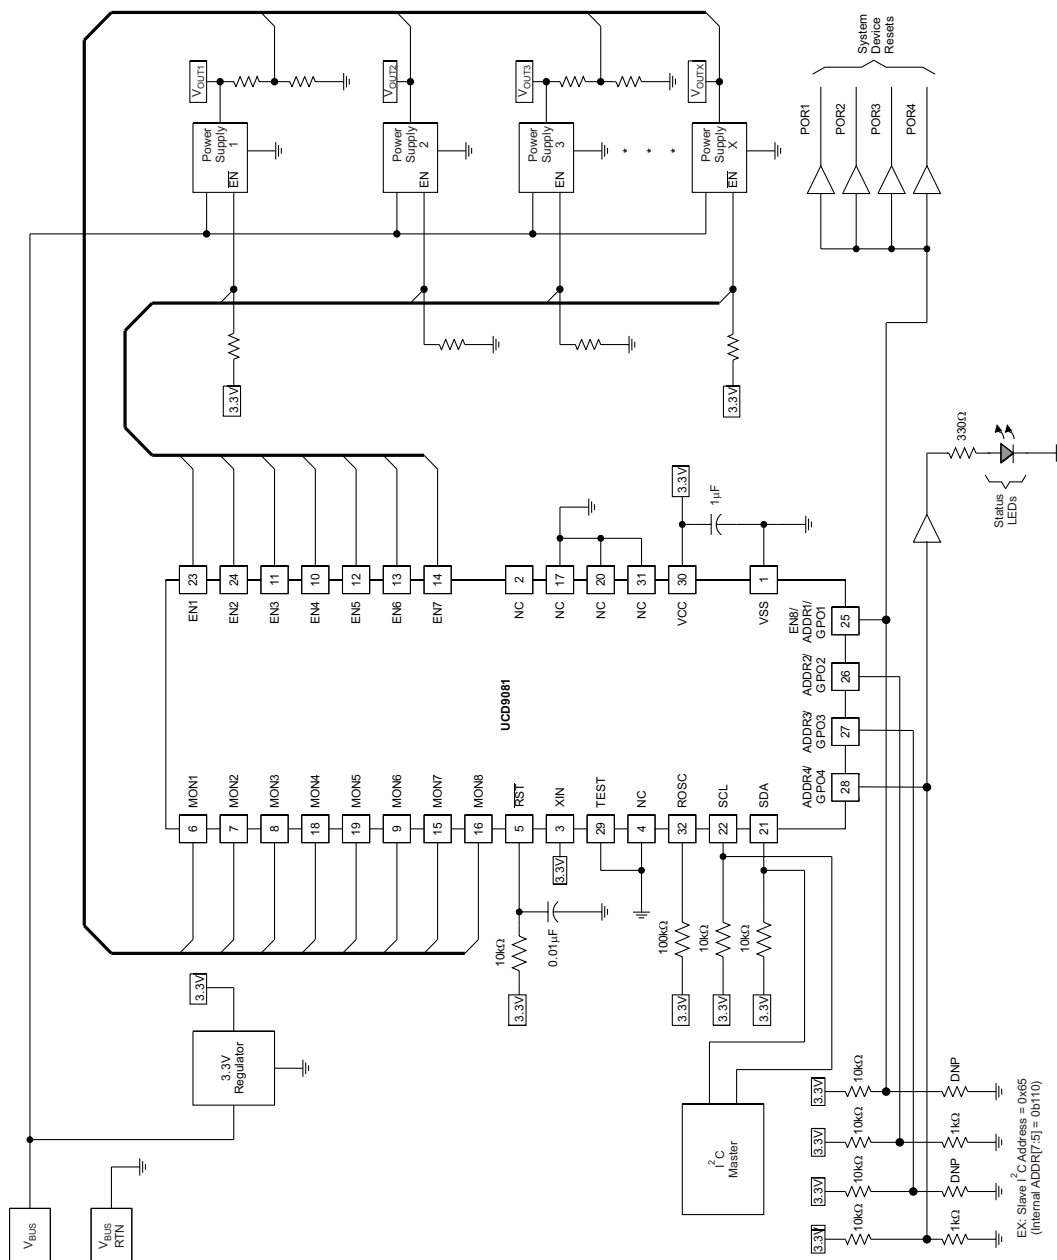 V_BUS
V_BUS
RTN
3.3V
Regulator
3.3V
MON1
MON2
MON3
MON4
MON5
MON6
MON7
MON8
RST
XIN
TEST
NC
ROSC
SCL
SDA
6
7
8
18
19
9
15
16
5
3
29
4
32
22
21
3.3V
10kΩ
0.01μF
3.3V
3.3V
100kΩ
3.3V
10kΩ
3.3V
10kΩ
I²C
Master
UCD9081
EN1
EN2
EN3
EN4
EN5
EN6
EN7
NC
NC
NC
NC
VCC
VSS
23
24
11
10
12
13
14
2
17
20
31
30
1
3.3V
1μF
EN8/
ADDR1/
GPO1
25
ADDR2/
GPO2
26
ADDR3/
GPO3
27
ADDR4/
GPO4
28
3.3V
3.3V
V_OUT1
Power
Supply
1
EN
V_OUT2
Power
Supply
2
EN
V_OUT3
Power
Supply
3
EN
* * *
V_OUTX
Power
Supply
X
EN
System
Device
Resets
POR1
POR2
POR3
POR4
330Ω
Status
LEDs
3.3V
10kΩ
DNP
3.3V
10kΩ
1kΩ
3.3V
10kΩ
DNP
3.3V
10kΩ
1kΩ
EX: Slave I²C Address = 0x65
(Internal ADDR[7:5] = 0b110)